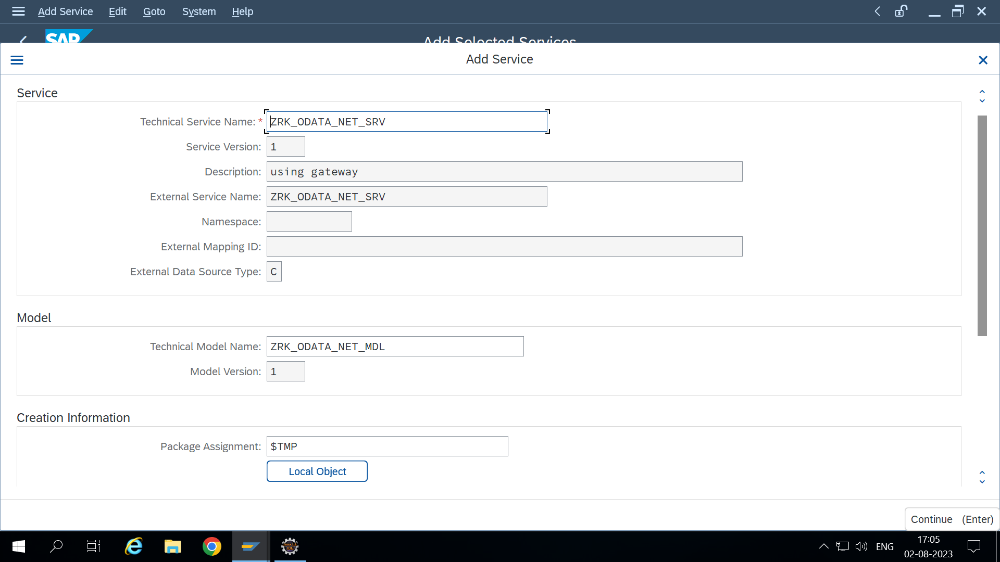 Add Service Edit Goto System Help
SAP Add Selected Services
Add Service
Service
Technical Service Name: * ZRK_ODATA_NET_SRV
Service Version: 1
Description: using gateway
External Service Name: ZRK_ODATA_NET_SRV
Namespace:
External Mapping ID:
External Data Source Type: C
Model
Technical Model Name: ZRK_ODATA_NET_MDL
Model Version: 1
Creation Information
Package Assignment: $TMP
Local Object
Continue (Enter)
Java EE
IDE
17:05
ENG
02-08-2023